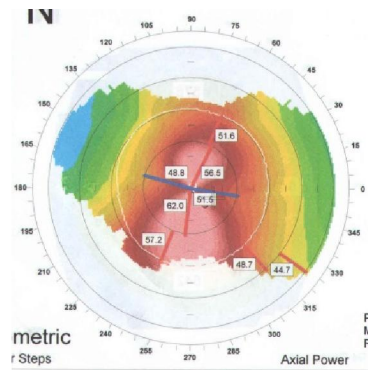 N
105 90 75
120 60
135 45
150 30
165 15
180 0
195 345
210 330
225 315
240 300
255 270 285
51.6
48.8 56.5
62.0 51.5
57.2
48.7 44.7
metric
r Steps
Axial Power
P
M
F